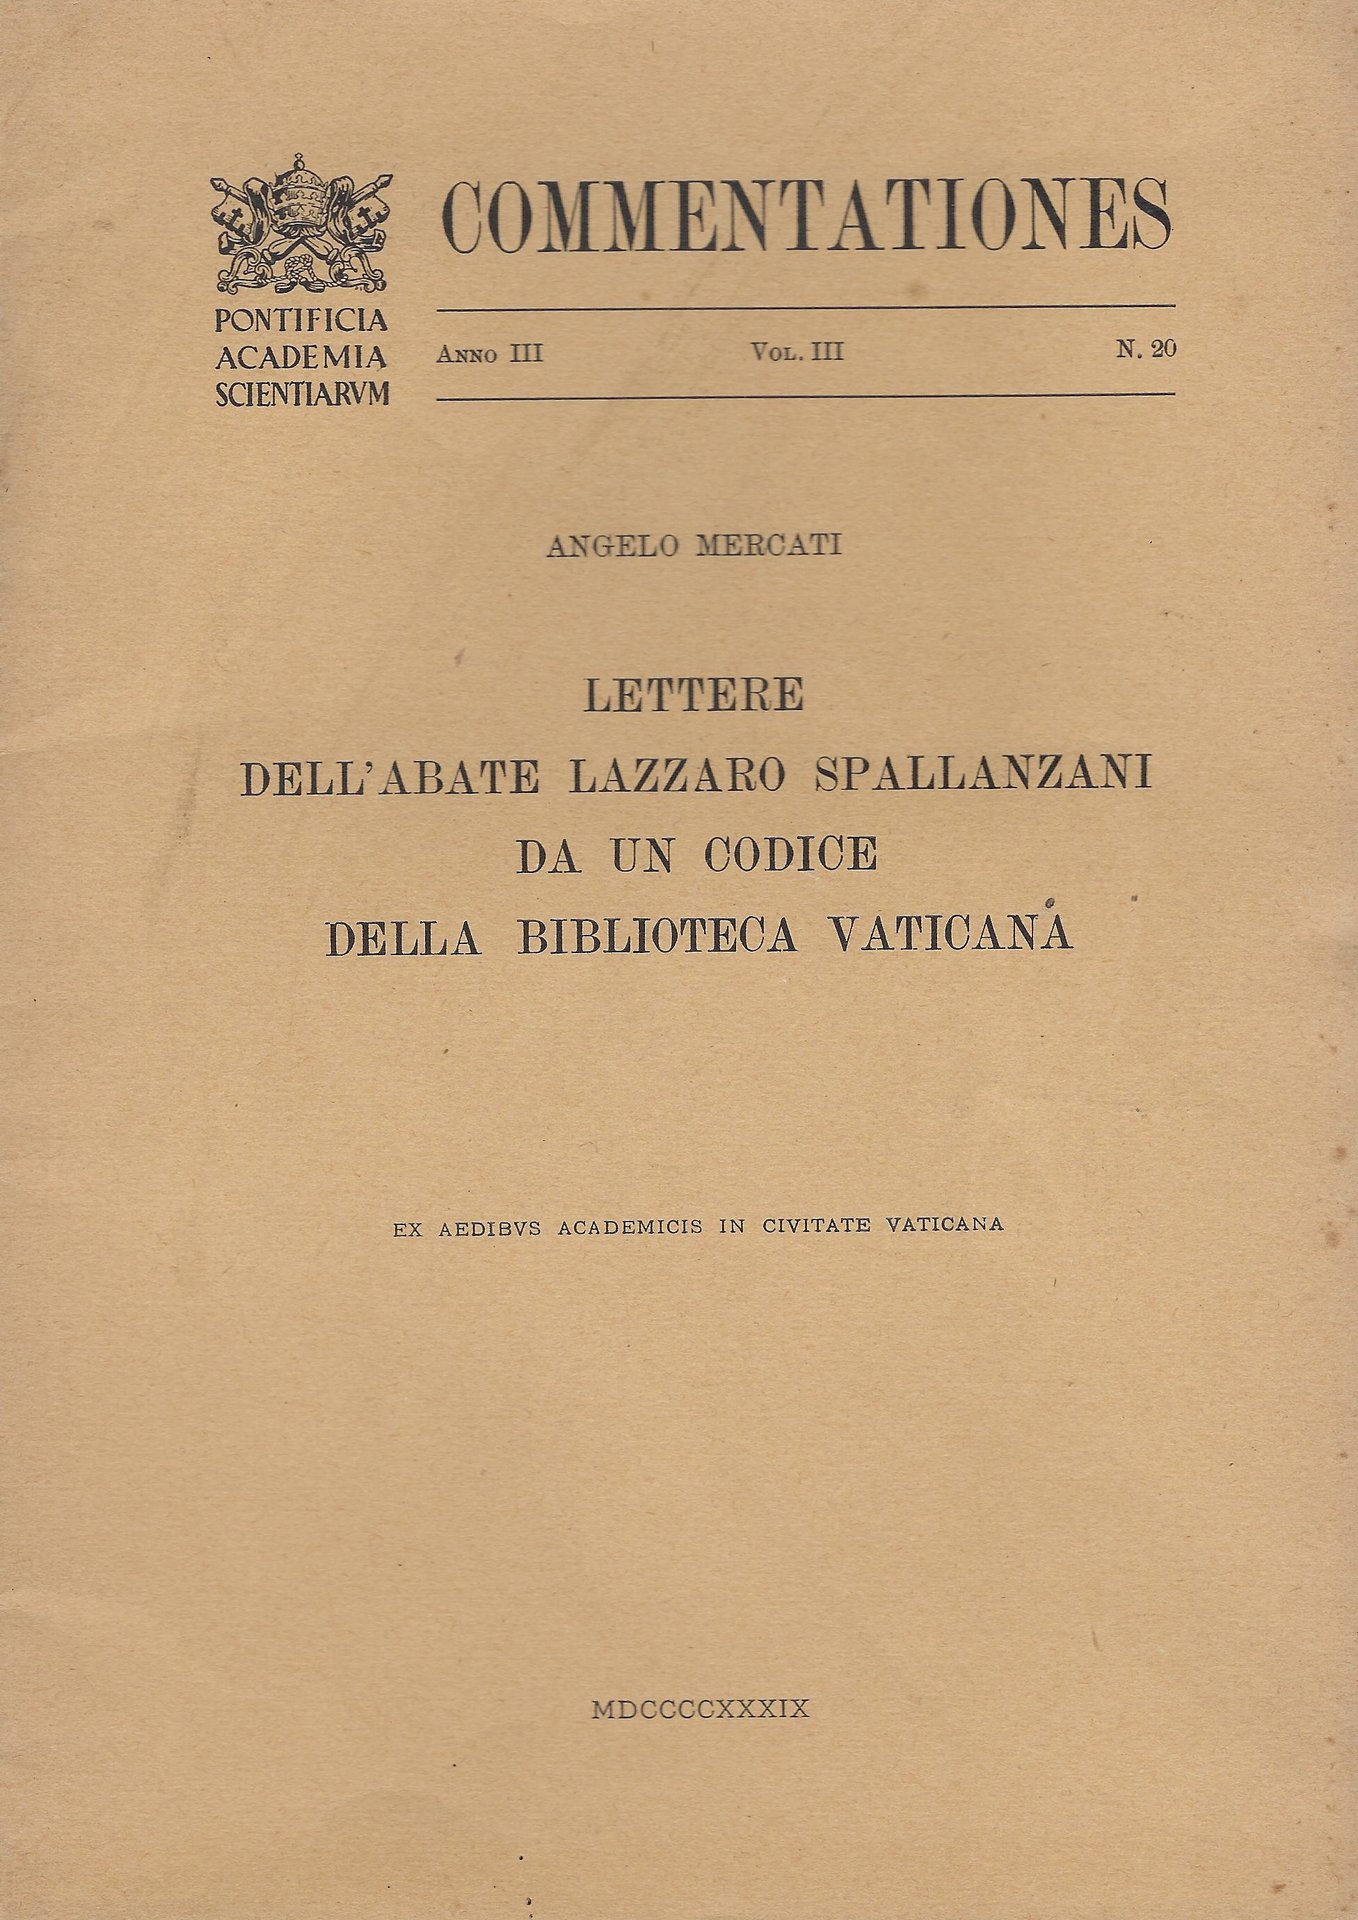 COMMENTATIONES
PONTIFICIA
ACADEMIA
SCIENTIARVM
ANNO III VOL. III N. 20
ANGELO MERCATI
LETTERE
DELL'ABATE LAZZARO SPALLANZANI
DA UN CODICE
DELLA BIBLIOTECA VATICANA
EX AEDIBVS ACADEMICIS IN CIVITATE VATICANA
MDCCCCXXXIX